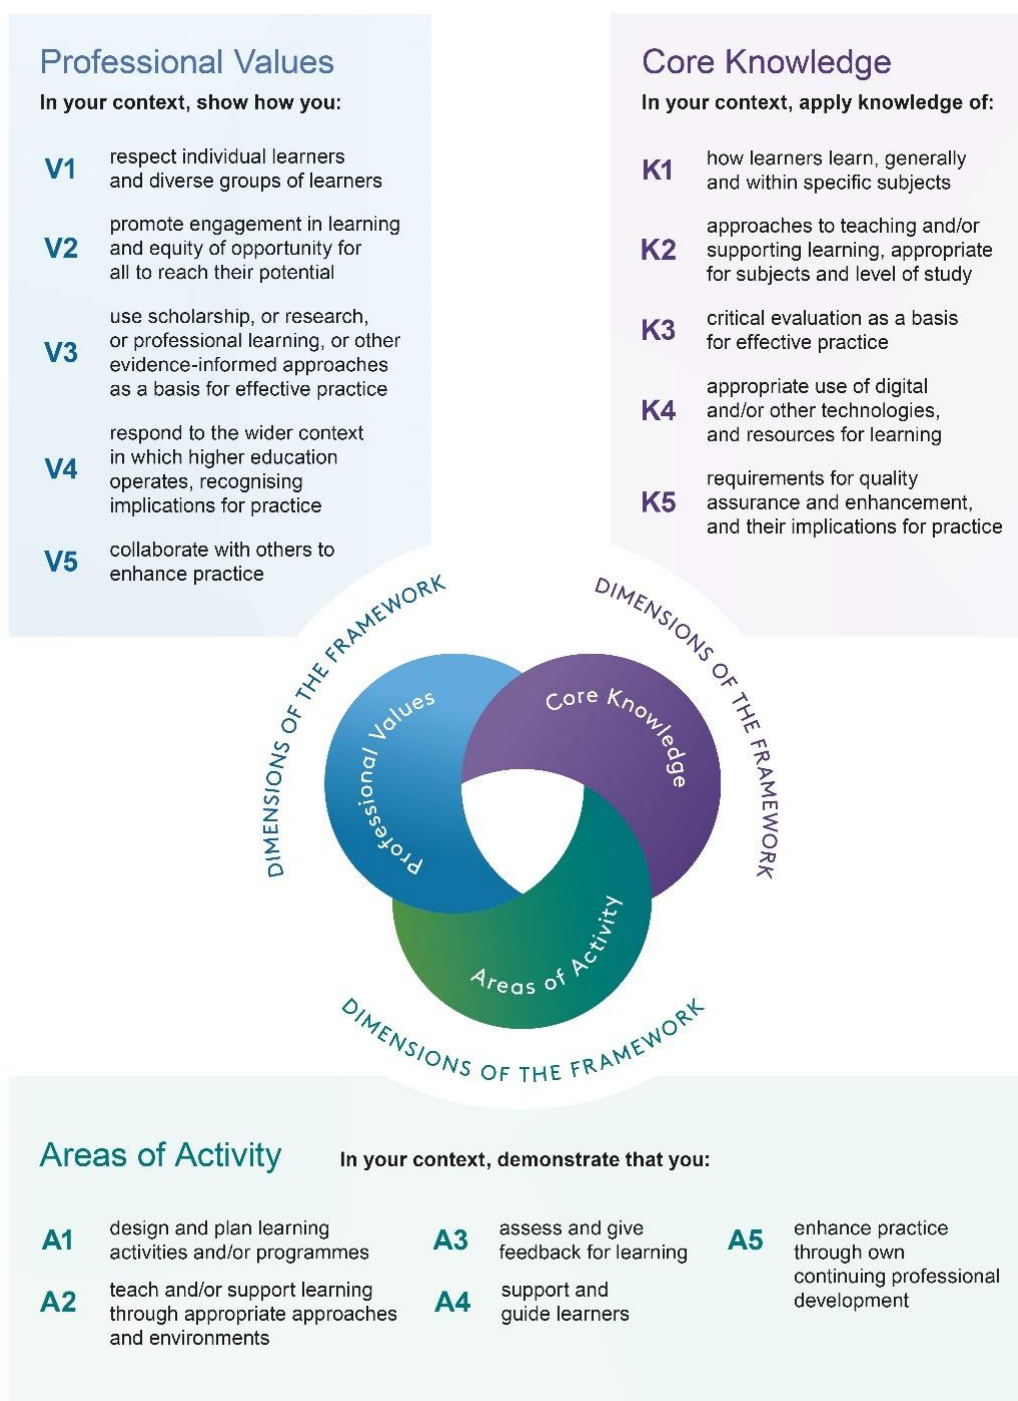 Professional Values
In your context, show how you:
V1
respect individual learners
and diverse groups of learners
V2
promote engagement in learning
and equity of opportunity for
all to reach their potential
V3
use scholarship, or research,
or professional learning, or other
evidence-informed approaches
as a basis for effective practice
V4
respond to the wider context
in which higher education
operates, recognising
implications for practice
V5
collaborate with others to
enhance practice
Core Knowledge
In your context, apply knowledge of:
K1
how learners learn, generally
and within specific subjects
K2
approaches to teaching and/or
supporting learning, appropriate
for subjects and level of study
K3
critical evaluation as a basis
for effective practice
K4
appropriate use of digital
and/or other technologies,
and resources for learning
K5
requirements for quality
assurance and enhancement,
and their implications for practice
DIMENSIONS OF THE FRAMEWORK
DIMENSIONS OF THE FRAMEWORK
Professional Values
Core Knowledge
Areas of Activity
DIMENSIONS OF THE FRAMEWORK
Areas of Activity
In your context, demonstrate that you:
A1
design and plan learning
activities and/or programmes
A2
teach and/or support learning
through appropriate approaches
and environments
A3
assess and give
feedback for learning
A4
support and
guide learners
A5
enhance practice
through own
continuing professional
development